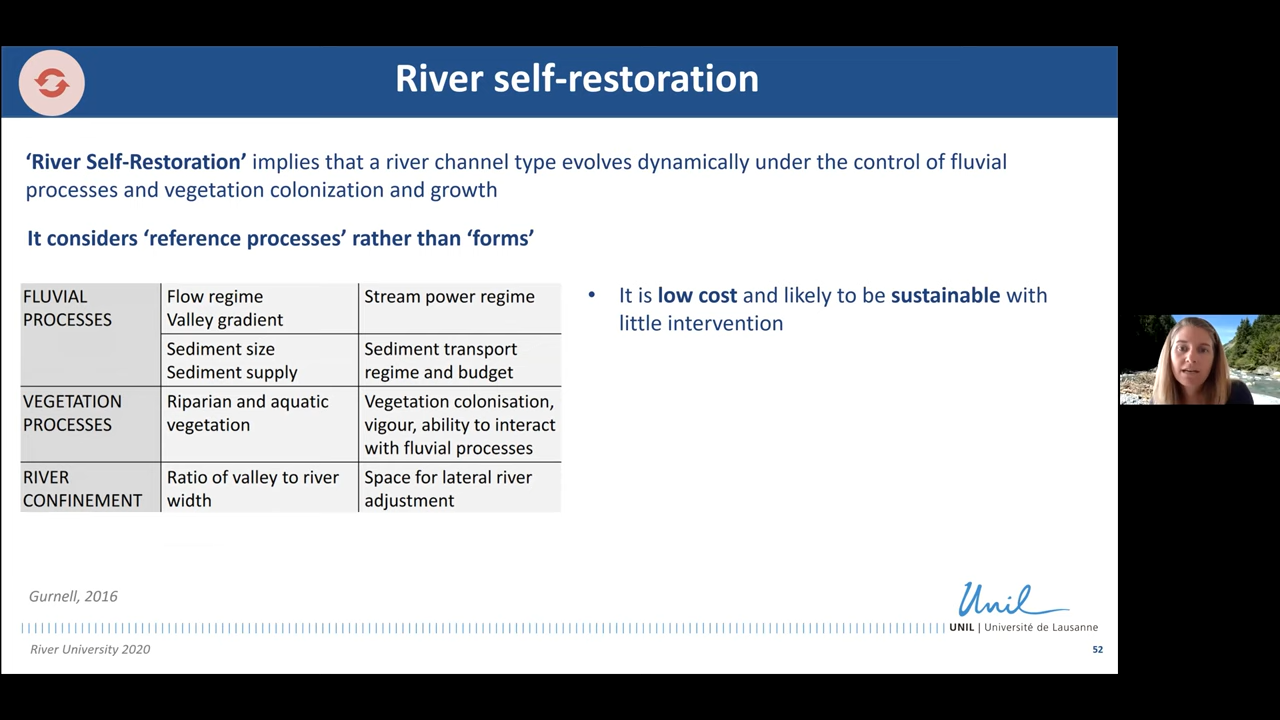 River self-restoration
‘River Self-Restoration’ implies that a river channel type evolves dynamically under the control of fluvial
processes and vegetation colonization and growth
It considers ‘reference processes’ rather than ‘forms’
FLUVIAL
PROCESSES
Flow regime
Valley gradient
Stream power regime
Sediment size
Sediment supply
Sediment transport
regime and budget
VEGETATION
PROCESSES
Riparian and aquatic
vegetation
Vegetation colonisation,
vigour, ability to interact
with fluvial processes
RIVER
CONFINEMENT
Ratio of valley to river
width
Space for lateral river
adjustment
• It is low cost and likely to be sustainable with
little intervention
Gurnell, 2016
Unil
UNIL | Université de Lausanne
River University 2020
52